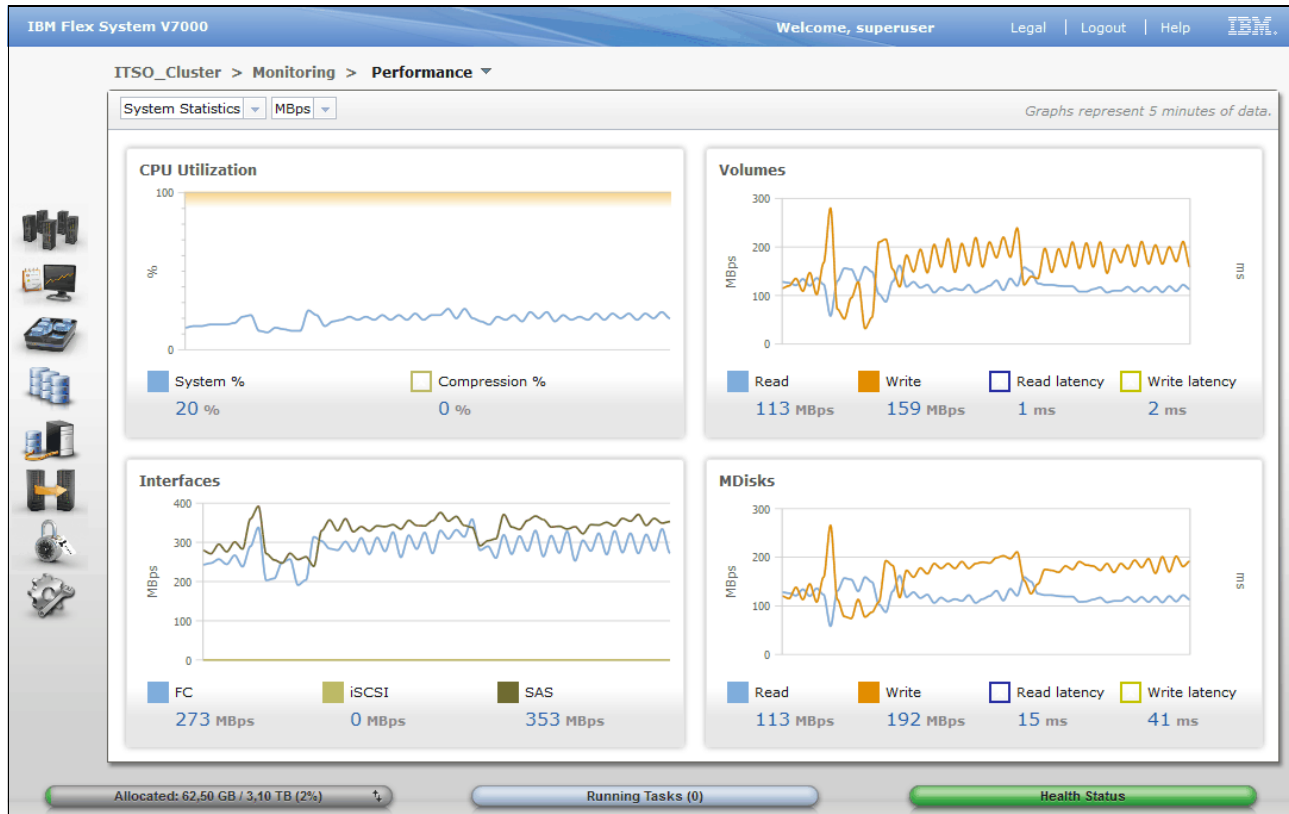 IBM Flex System V7000 Welcome, superuser Legal | Logout | Help IBM.
ITSO_Cluster > Monitoring > Performance
System Statistics MBps Graphs represent 5 minutes of data.
CPU Utilization
100
%
0
System % Compression %
20 % 0 %
Volumes
300
200
MBps ms
100
0
Read Write Read latency Write latency
113 MBps 159 MBps 1 ms 2 ms
Interfaces
400
300
MBps
200
100
0
FC iSCSI SAS
273 MBps 0 MBps 353 MBps
MDisks
300
200
MBps ms
100
0
Read Write Read latency Write latency
113 MBps 192 MBps 15 ms 41 ms
Allocated: 62,50 GB / 3,10 TB (2%) Running Tasks (0) Health Status